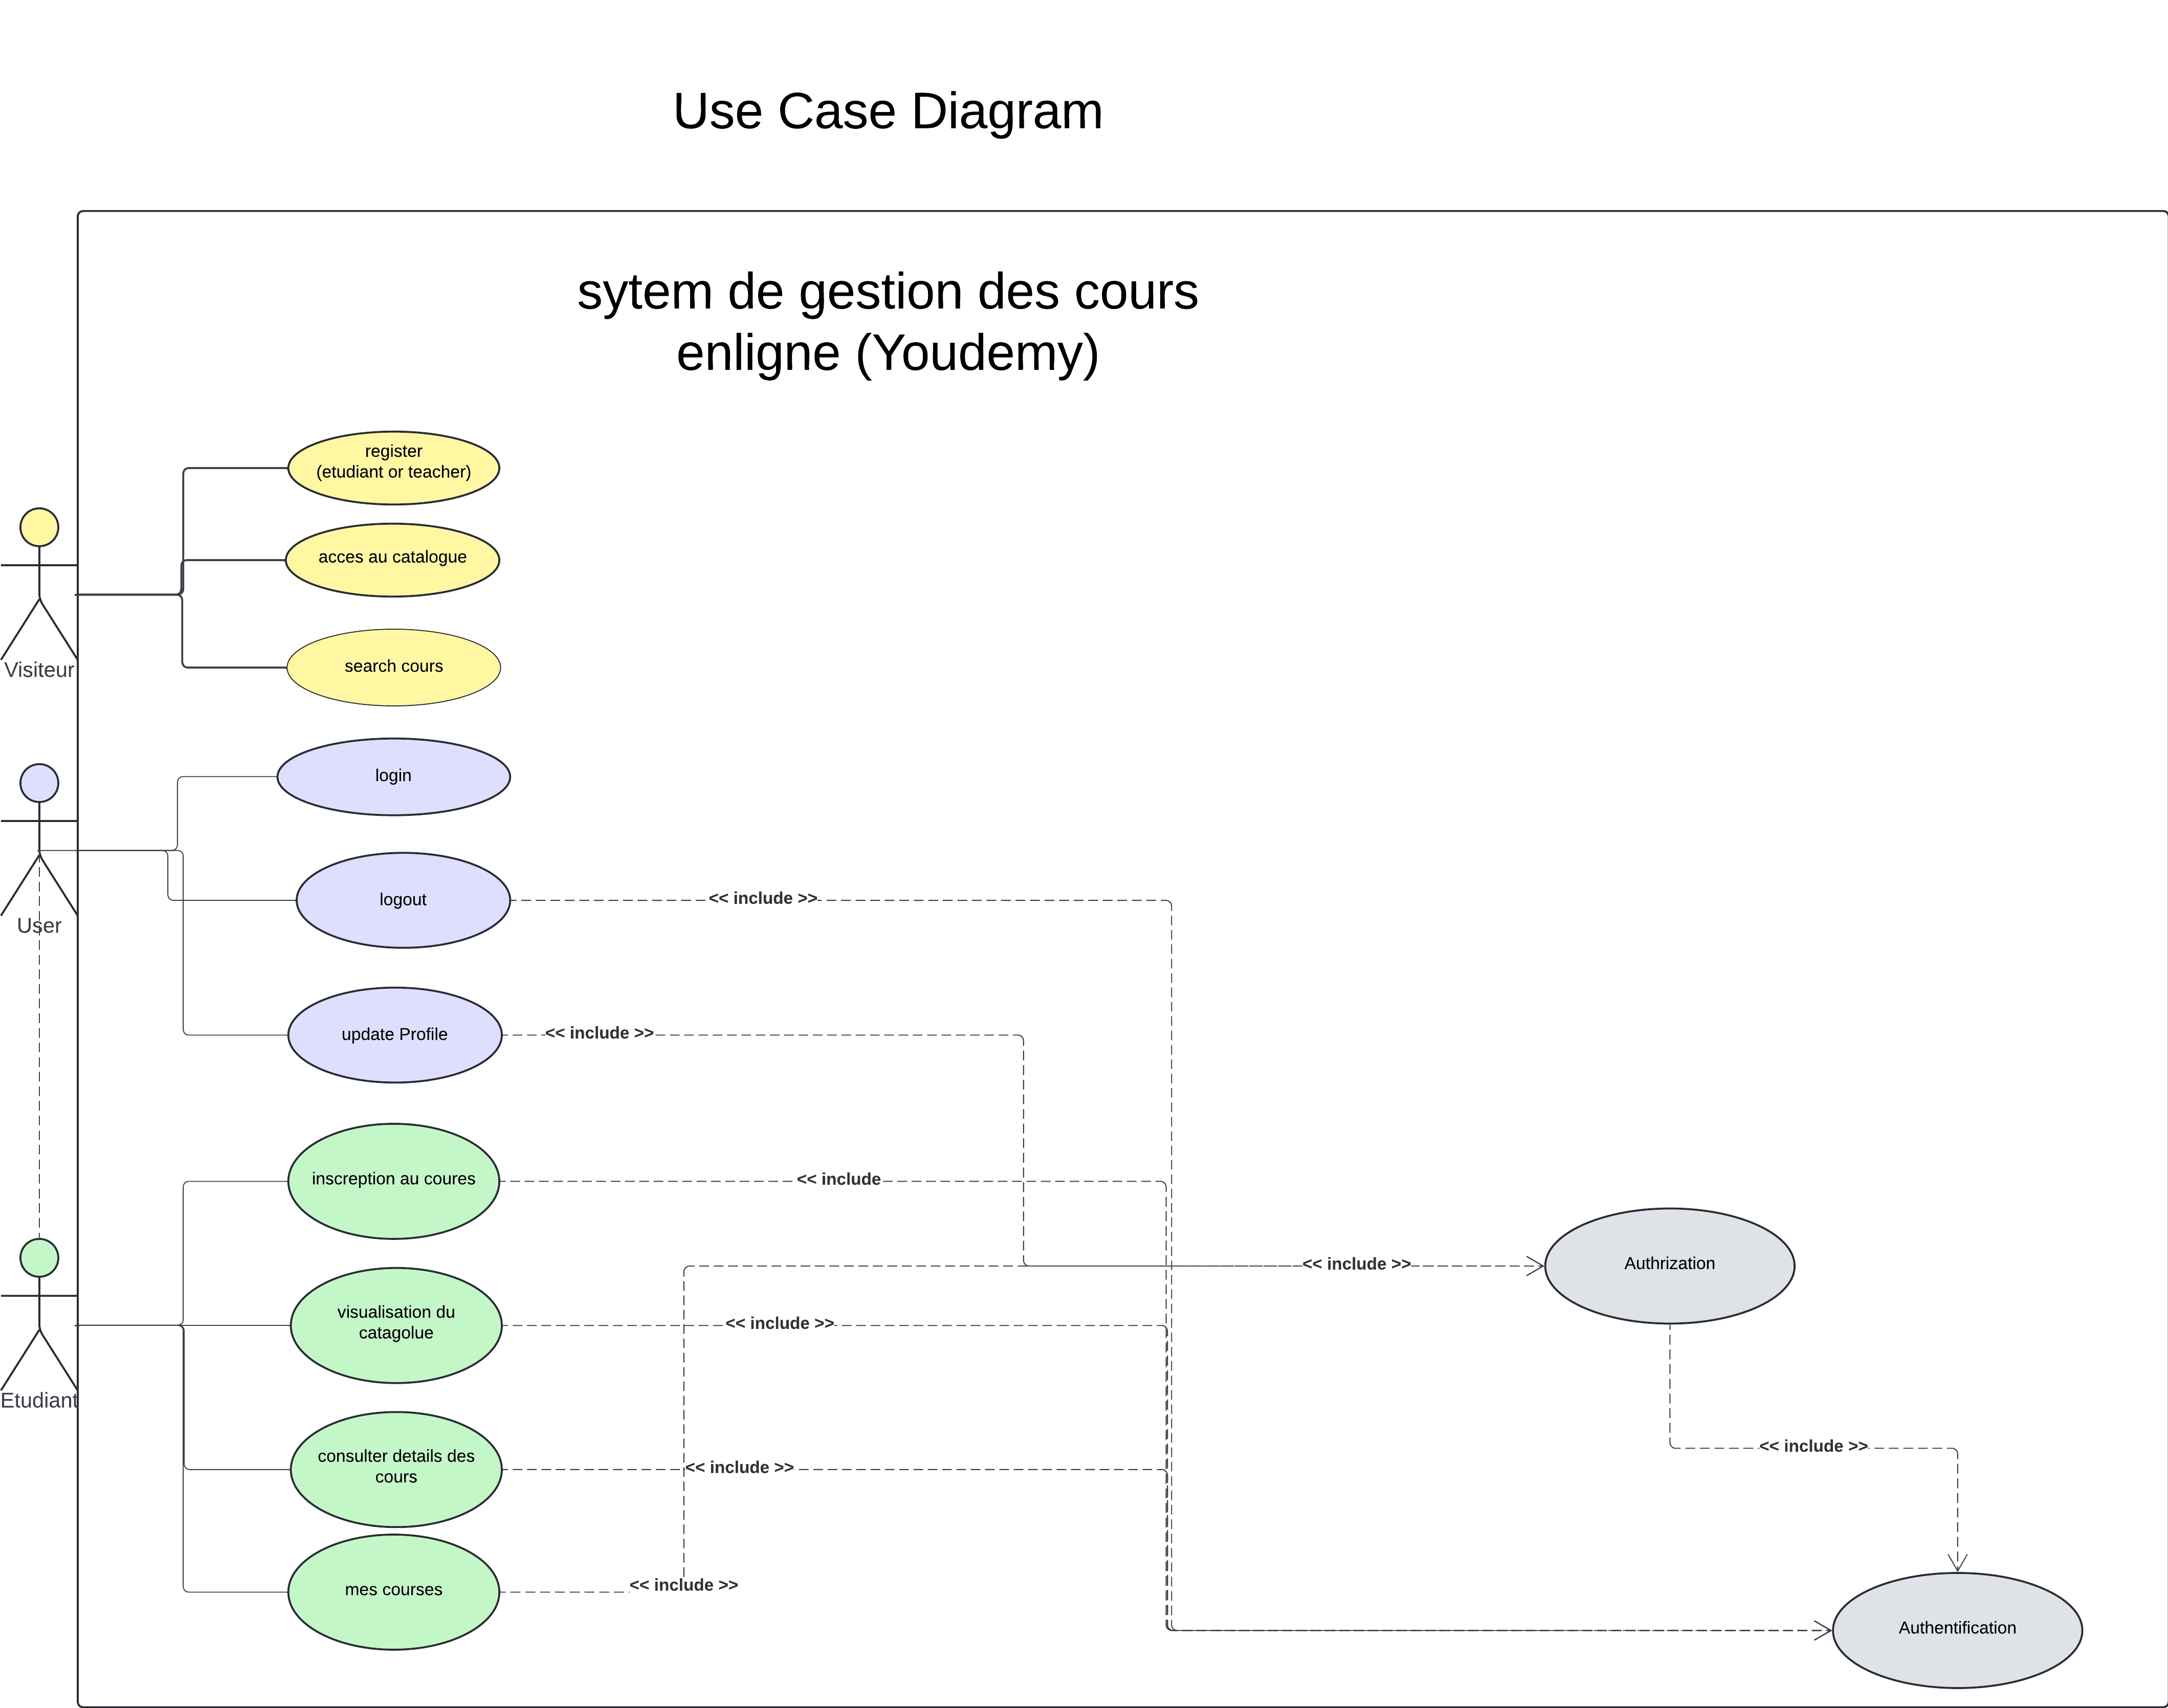 Use Case Diagram
sytem de gestion des cours
enligne (Youdemy)
register
(etudiant or teacher)
acces au catalogue
search cours
Visiteur
login
logout
<< include >>
User
update Profile
<< include >>
inscreption au coures
<< include
Authrization
<< include >>
visualisation du
catagolue
<< include >>
Etudiant
consulter details des
cours
<< include >>
<< include >>
mes courses
<< include >>
Authentification